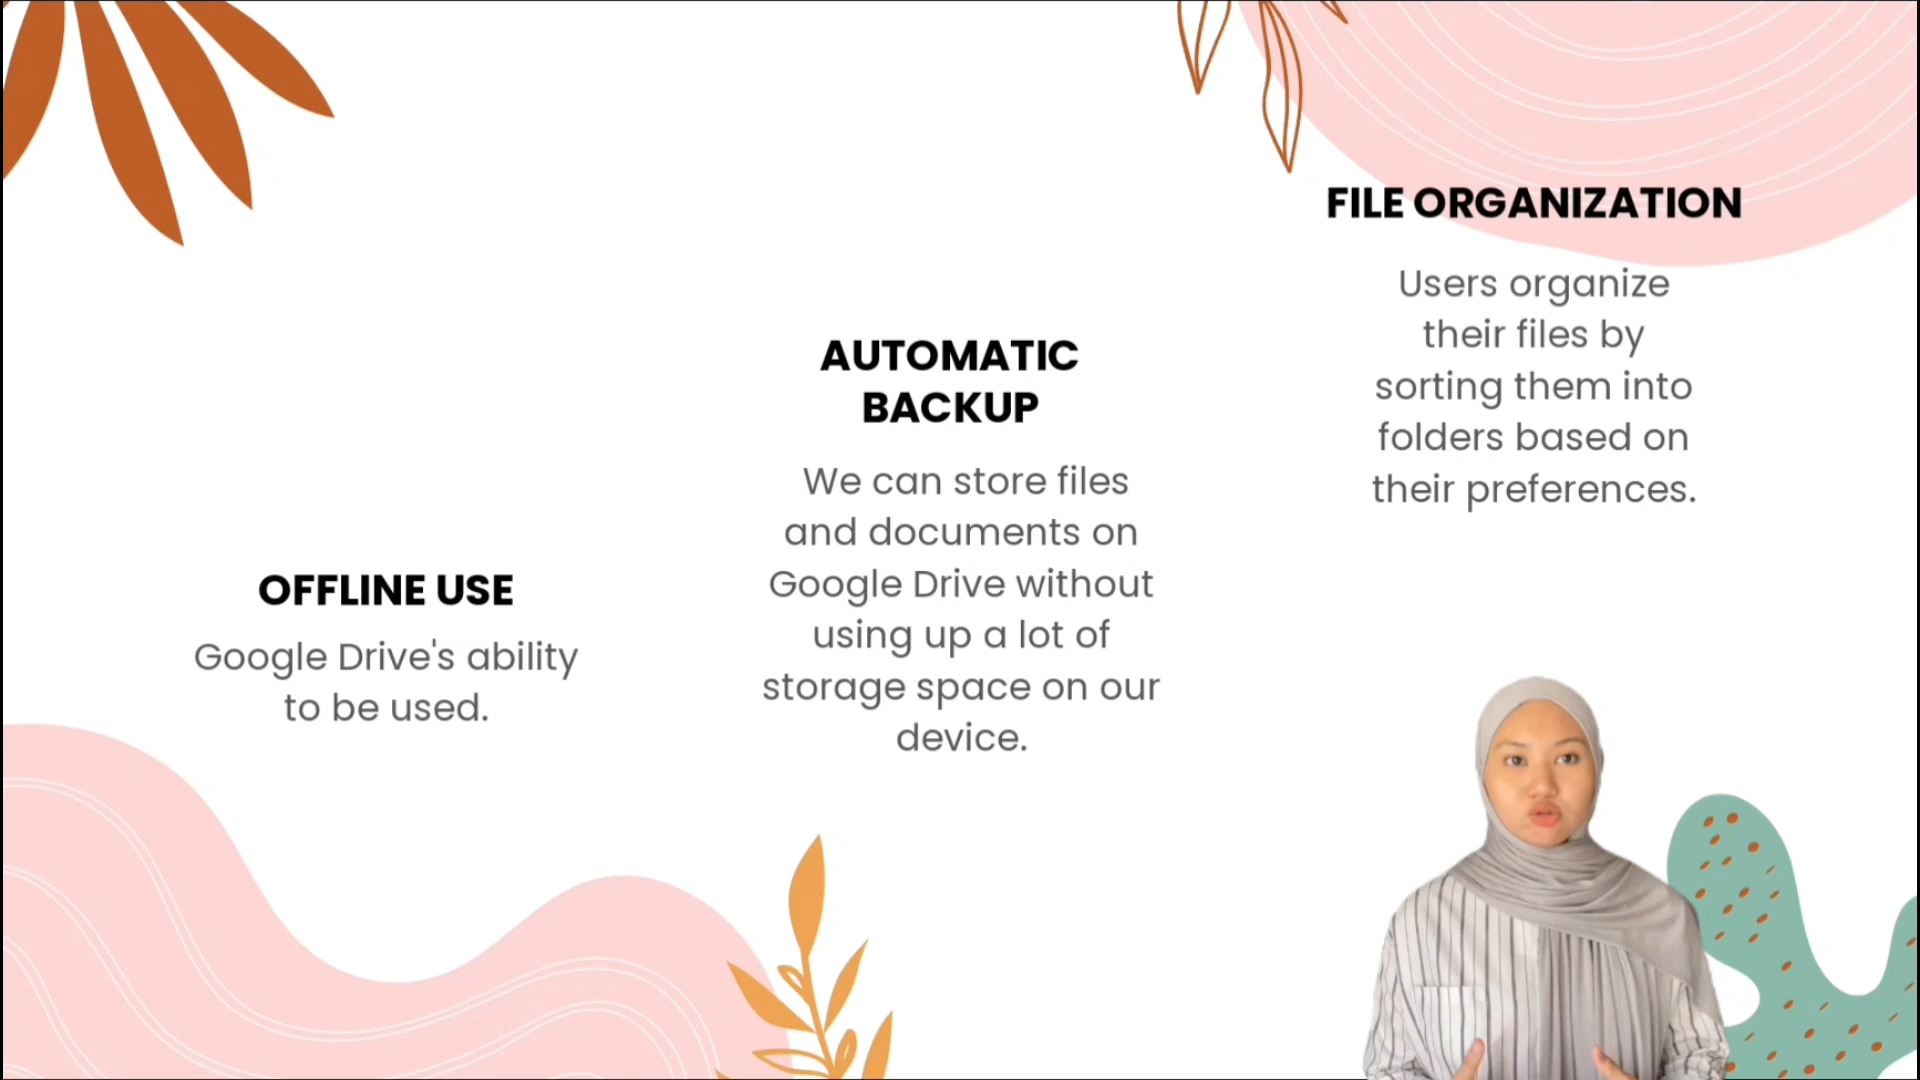 OFFLINE USE
Google Drive's ability
to be used.
AUTOMATIC
BACKUP
We can store files
and documents on
Google Drive without
using up a lot of
storage space on our
device.
FILE ORGANIZATION
Users organize
their files by
sorting them into
folders based on
their preferences.